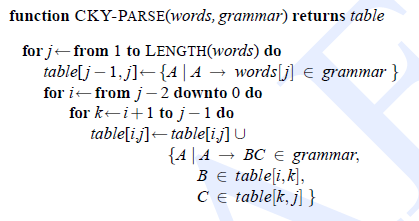 function CKY-PARSE(words, grammar) returns table
for j ← from 1 to LENGTH(words) do
table[j − 1, j] ← {A | A → words[j] ∈ grammar }
for i ← from j − 2 downto 0 do
for k ← i + 1 to j − 1 do
table[i,j] ← table[i,j] ∪
{A | A → BC ∈ grammar,
B ∈ table[i,k],
C ∈ table[k,j] }